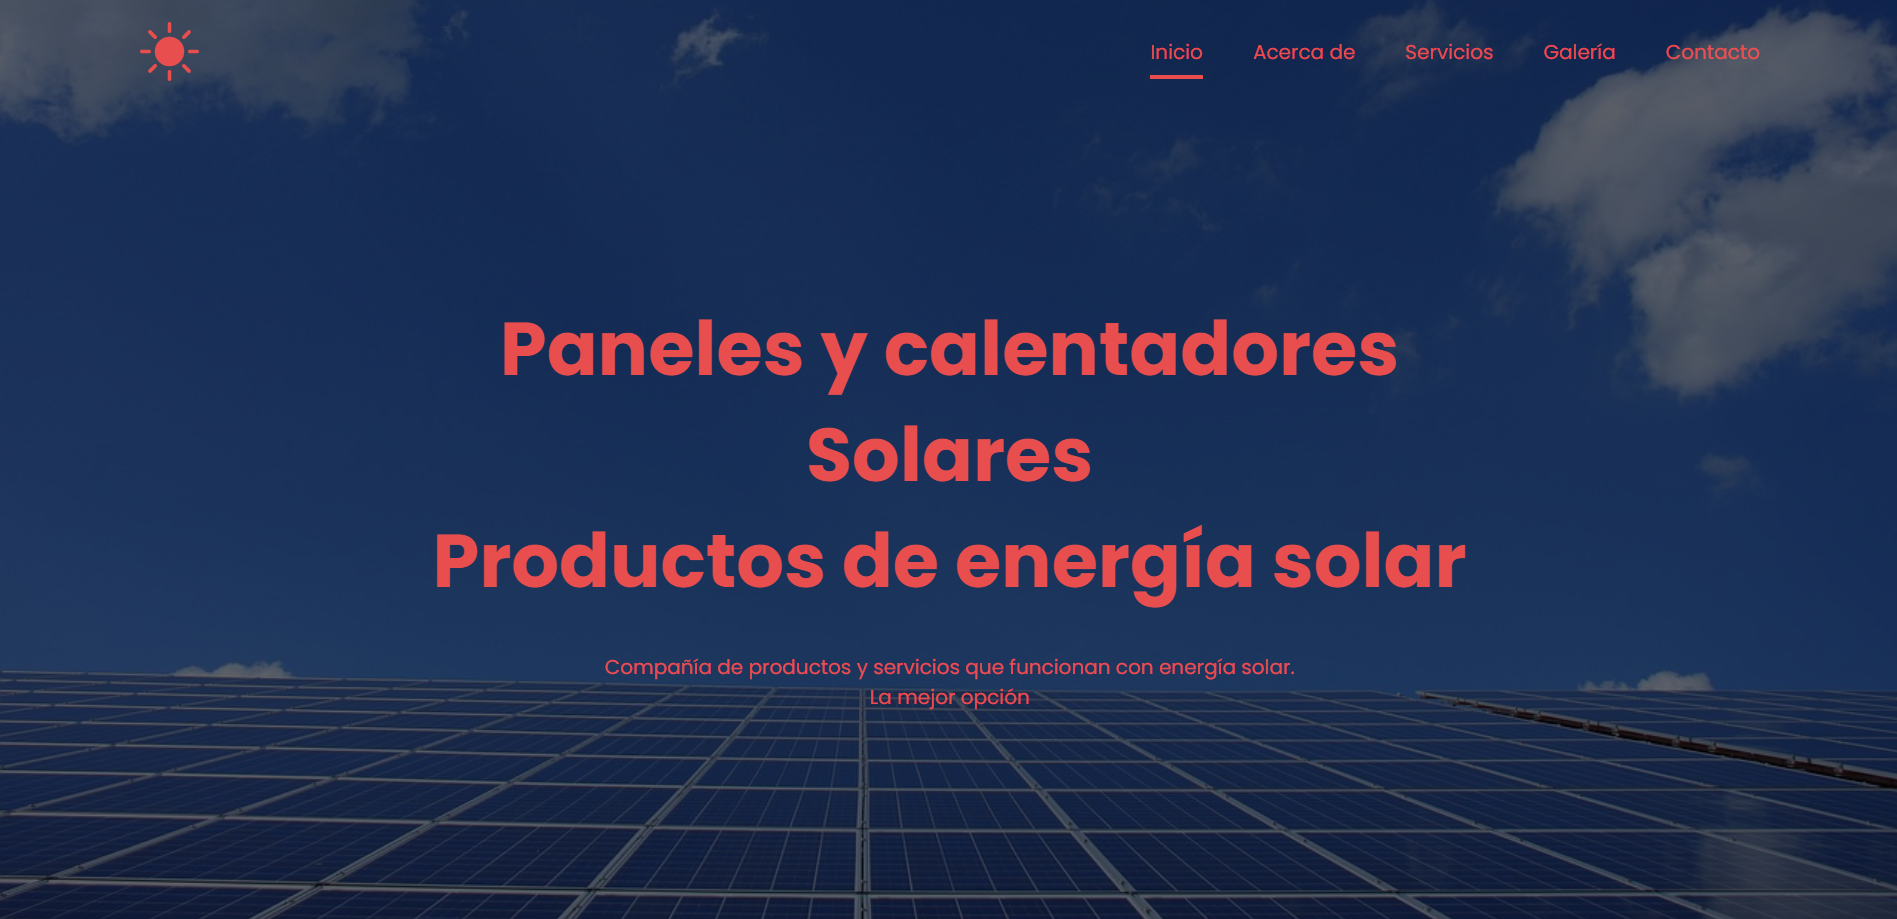 Inicio Acerca de Servicios Galería Contacto
Paneles y calentadores
Solares
Productos de energía solar
Compañía de productos y servicios que funcionan con energía solar.
La mejor opción